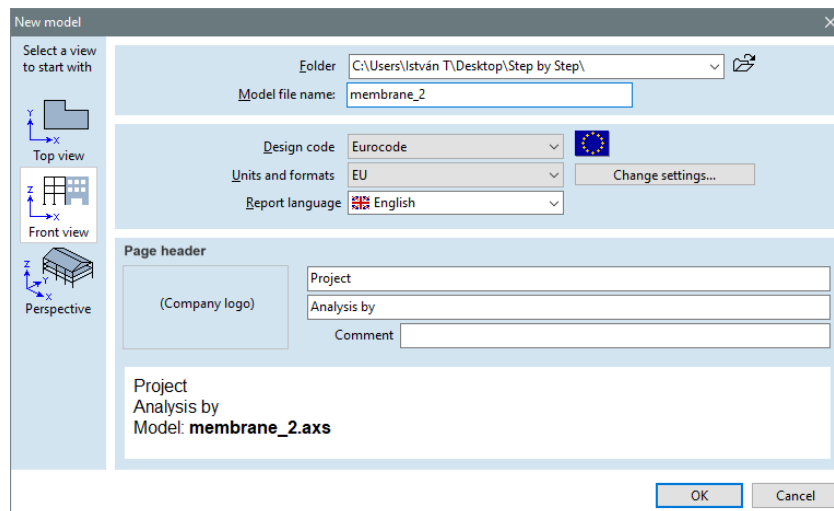 New model
Select a view
to start with
Y
X
Top view
Z
X
Front view
Z
Y
X
Perspective
Folder C:\Users\István T\Desktop\Step by Step\
Model file name: membrane_2
Design code Eurocode
Units and formats EU Change settings...
Report language English
Page header
(Company logo)
Project
Analysis by
Comment
Project
Analysis by
Model: membrane_2.axs
OK Cancel